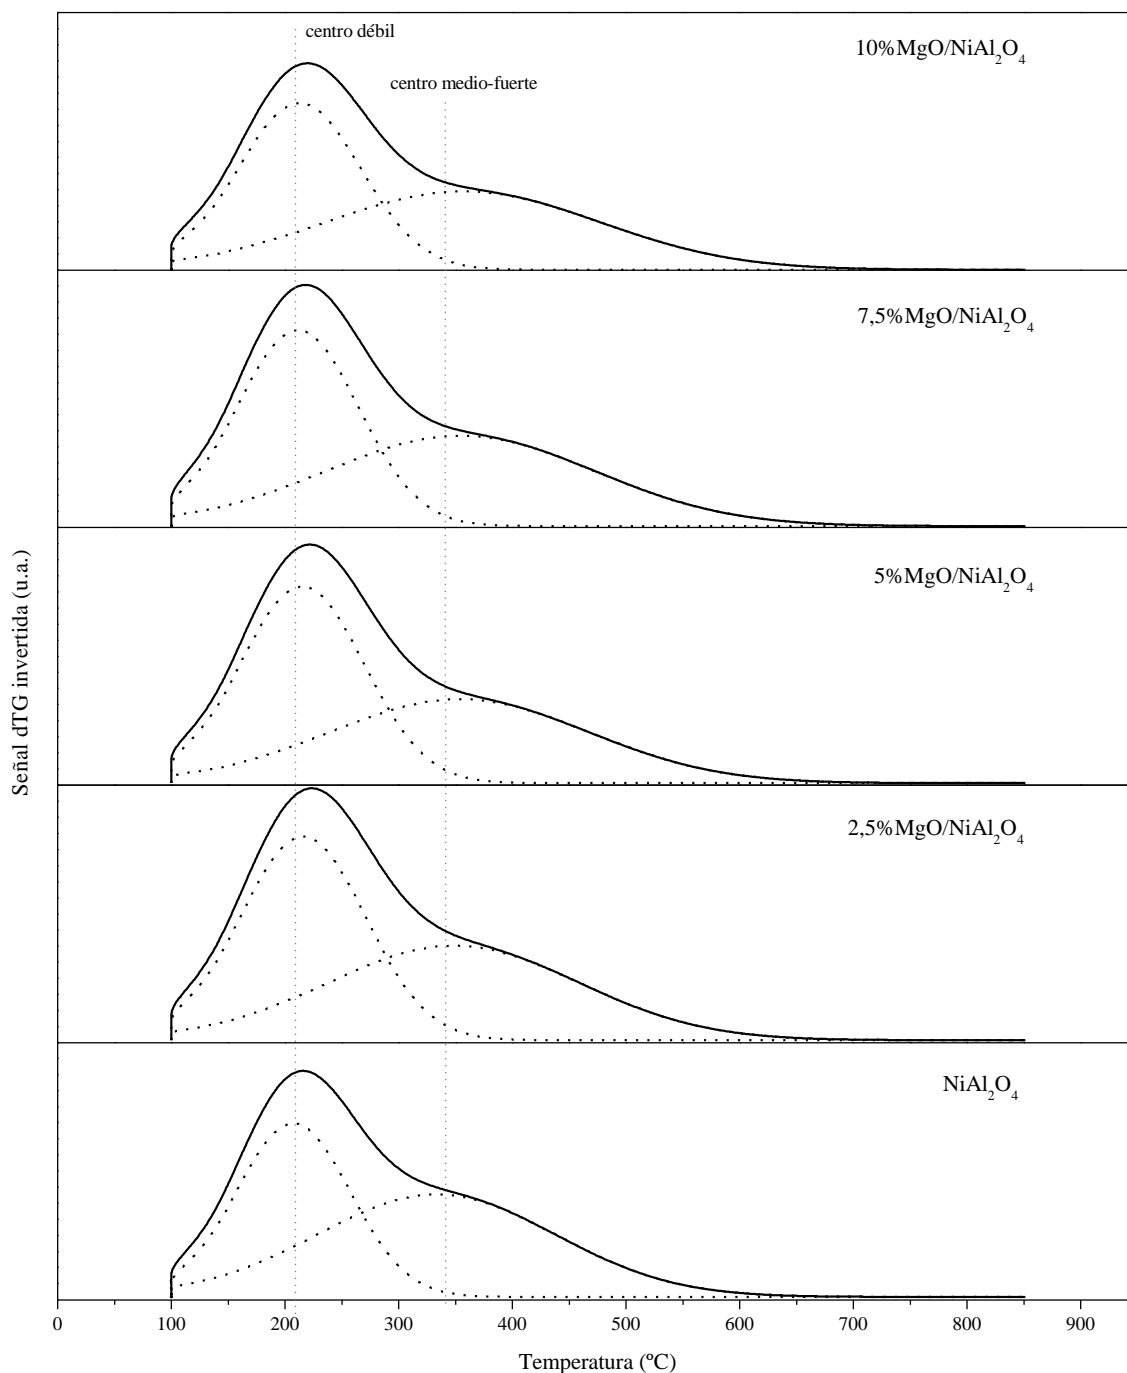 centro débil
10%MgO/NiAl₂O₄
centro medio-fuerte
7,5%MgO/NiAl₂O₄
5%MgO/NiAl₂O₄
2,5%MgO/NiAl₂O₄
NiAl₂O₄
Señal dTG invertida (u.a.)
0 100 200 300 400 500 600 700 800 900
Temperatura (ºC)